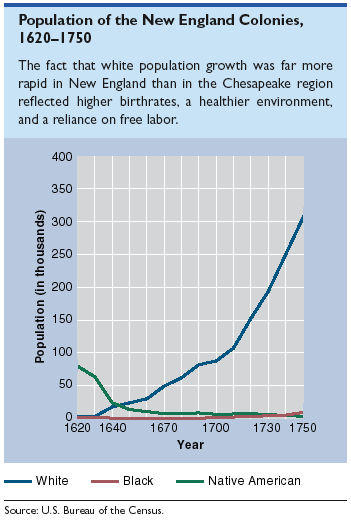 Population of the New England Colonies,
1620–1750
The fact that white population growth was far more
rapid in New England than in the Chesapeake region
reflected higher birthrates, a healthier environment,
and a reliance on free labor.
Population (in thousands)
400
350
300
250
200
150
100
50
0
1620 1640 1670 1700 1730 1750
Year
White Black Native American
Source: U.S. Bureau of the Census.